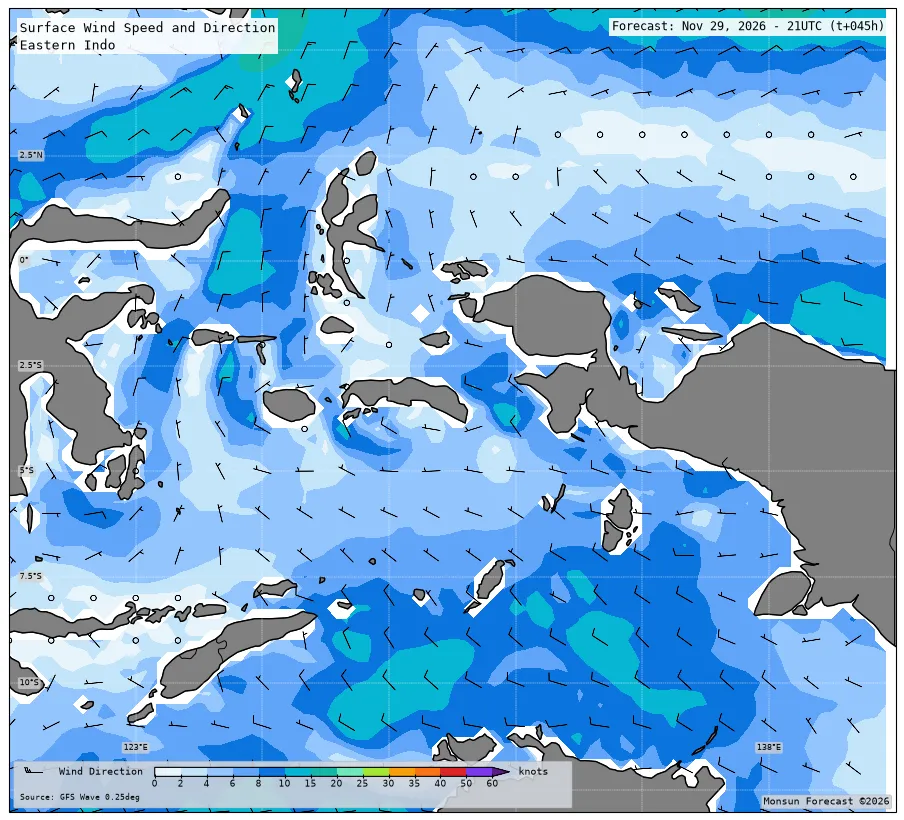 Surface Wind Speed and Direction
Eastern Indo
Forecast: Nov 29, 2026 - 21UTC (t+045h)
2.5°N
0°
2.5°S
5°S
7.5°S
10°S
123°E
138°E
Wind Direction
knots
0 2 4 6 8 10 15 20 25 30 35 40 50 60
Source: GFS Wave 0.25deg
Monsun Forecast ©2026